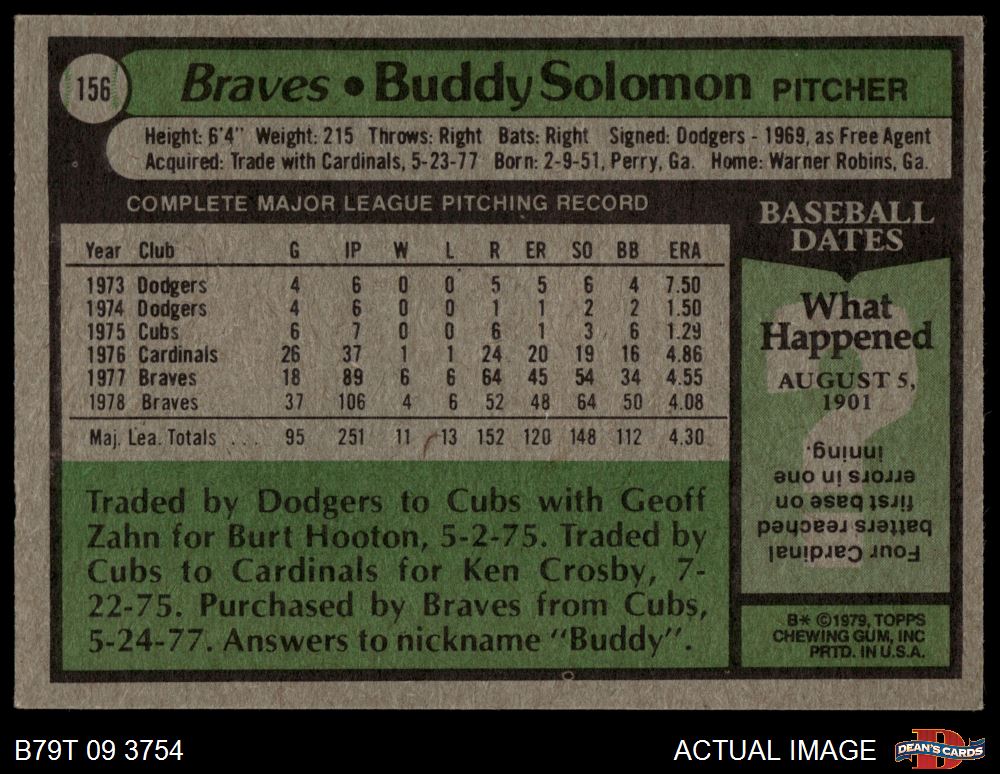 156
Braves • Buddy Solomon PITCHER
Height: 6'4" Weight: 215 Throws: Right Bats: Right Signed: Dodgers - 1969, as Free Agent
Acquired: Trade with Cardinals, 5-23-77 Born: 2-9-51, Perry, Ga. Home: Warner Robins, Ga.
COMPLETE MAJOR LEAGUE PITCHING RECORD
Year Club G IP W L R ER SO BB ERA
1973 Dodgers 4 6 0 0 5 5 6 4 7.50
1974 Dodgers 4 6 0 0 1 1 2 2 1.50
1975 Cubs 6 7 0 0 6 1 3 6 1.29
1976 Cardinals 26 37 1 1 24 20 19 16 4.86
1977 Braves 18 89 6 6 64 45 54 34 4.55
1978 Braves 37 106 4 6 52 48 64 50 4.08
Maj. Lea. Totals . . . 95 251 11 13 152 120 148 112 4.30
Traded by Dodgers to Cubs with Geoff
Zahn for Burt Hooton, 5-2-75. Traded by
Cubs to Cardinals for Ken Crosby, 7-
22-75. Purchased by Braves from Cubs,
5-24-77. Answers to nickname "Buddy".
BASEBALL
DATES
What
Happened
AUGUST 5,
1901
Four Cardinal
batters reached
first base on
errors in one
inning.
B* ©1979, TOPPS
CHEWING GUM, INC
PRTD. IN U.S.A.
B79T 09 3754
ACTUAL IMAGE
DEAN'S CARDS